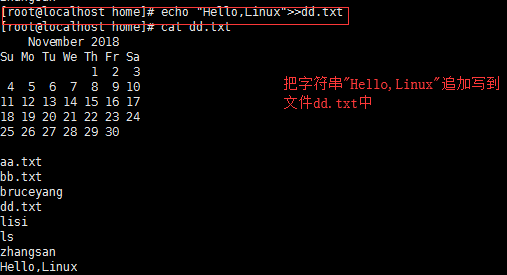 zhangsan
[root@localhost home]# echo "Hello,Linux">>dd.txt
[root@localhost home]# cat dd.txt
    November 2018
Su Mo Tu We Th Fr Sa
             1  2  3
 4  5  6  7  8  9 10
11 12 13 14 15 16 17
18 19 20 21 22 23 24
25 26 27 28 29 30
把字符串"Hello,Linux"追加写到
文件dd.txt中
aa.txt
bb.txt
bruceyang
dd.txt
lisi
ls
zhangsan
Hello,Linux